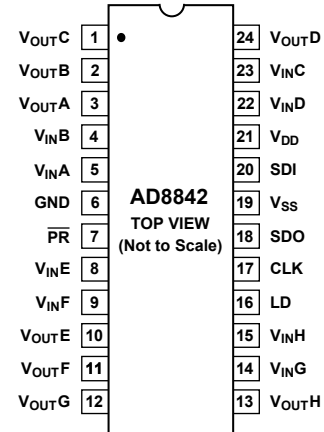 VOUTC 1 24 VOUTD
VOUTB 2 23 VINC
VOUTA 3 22 VIND
VINB 4 21 VDD
VINA 5 20 SDI
GND 6 AD8842 19 VSS
PR 7 TOP VIEW (Not to Scale) 18 SDO
VINE 8 17 CLK
VINF 9 16 LD
VOUTE 10 15 VINH
VOUTF 11 14 VING
VOUTG 12 13 VOUTH